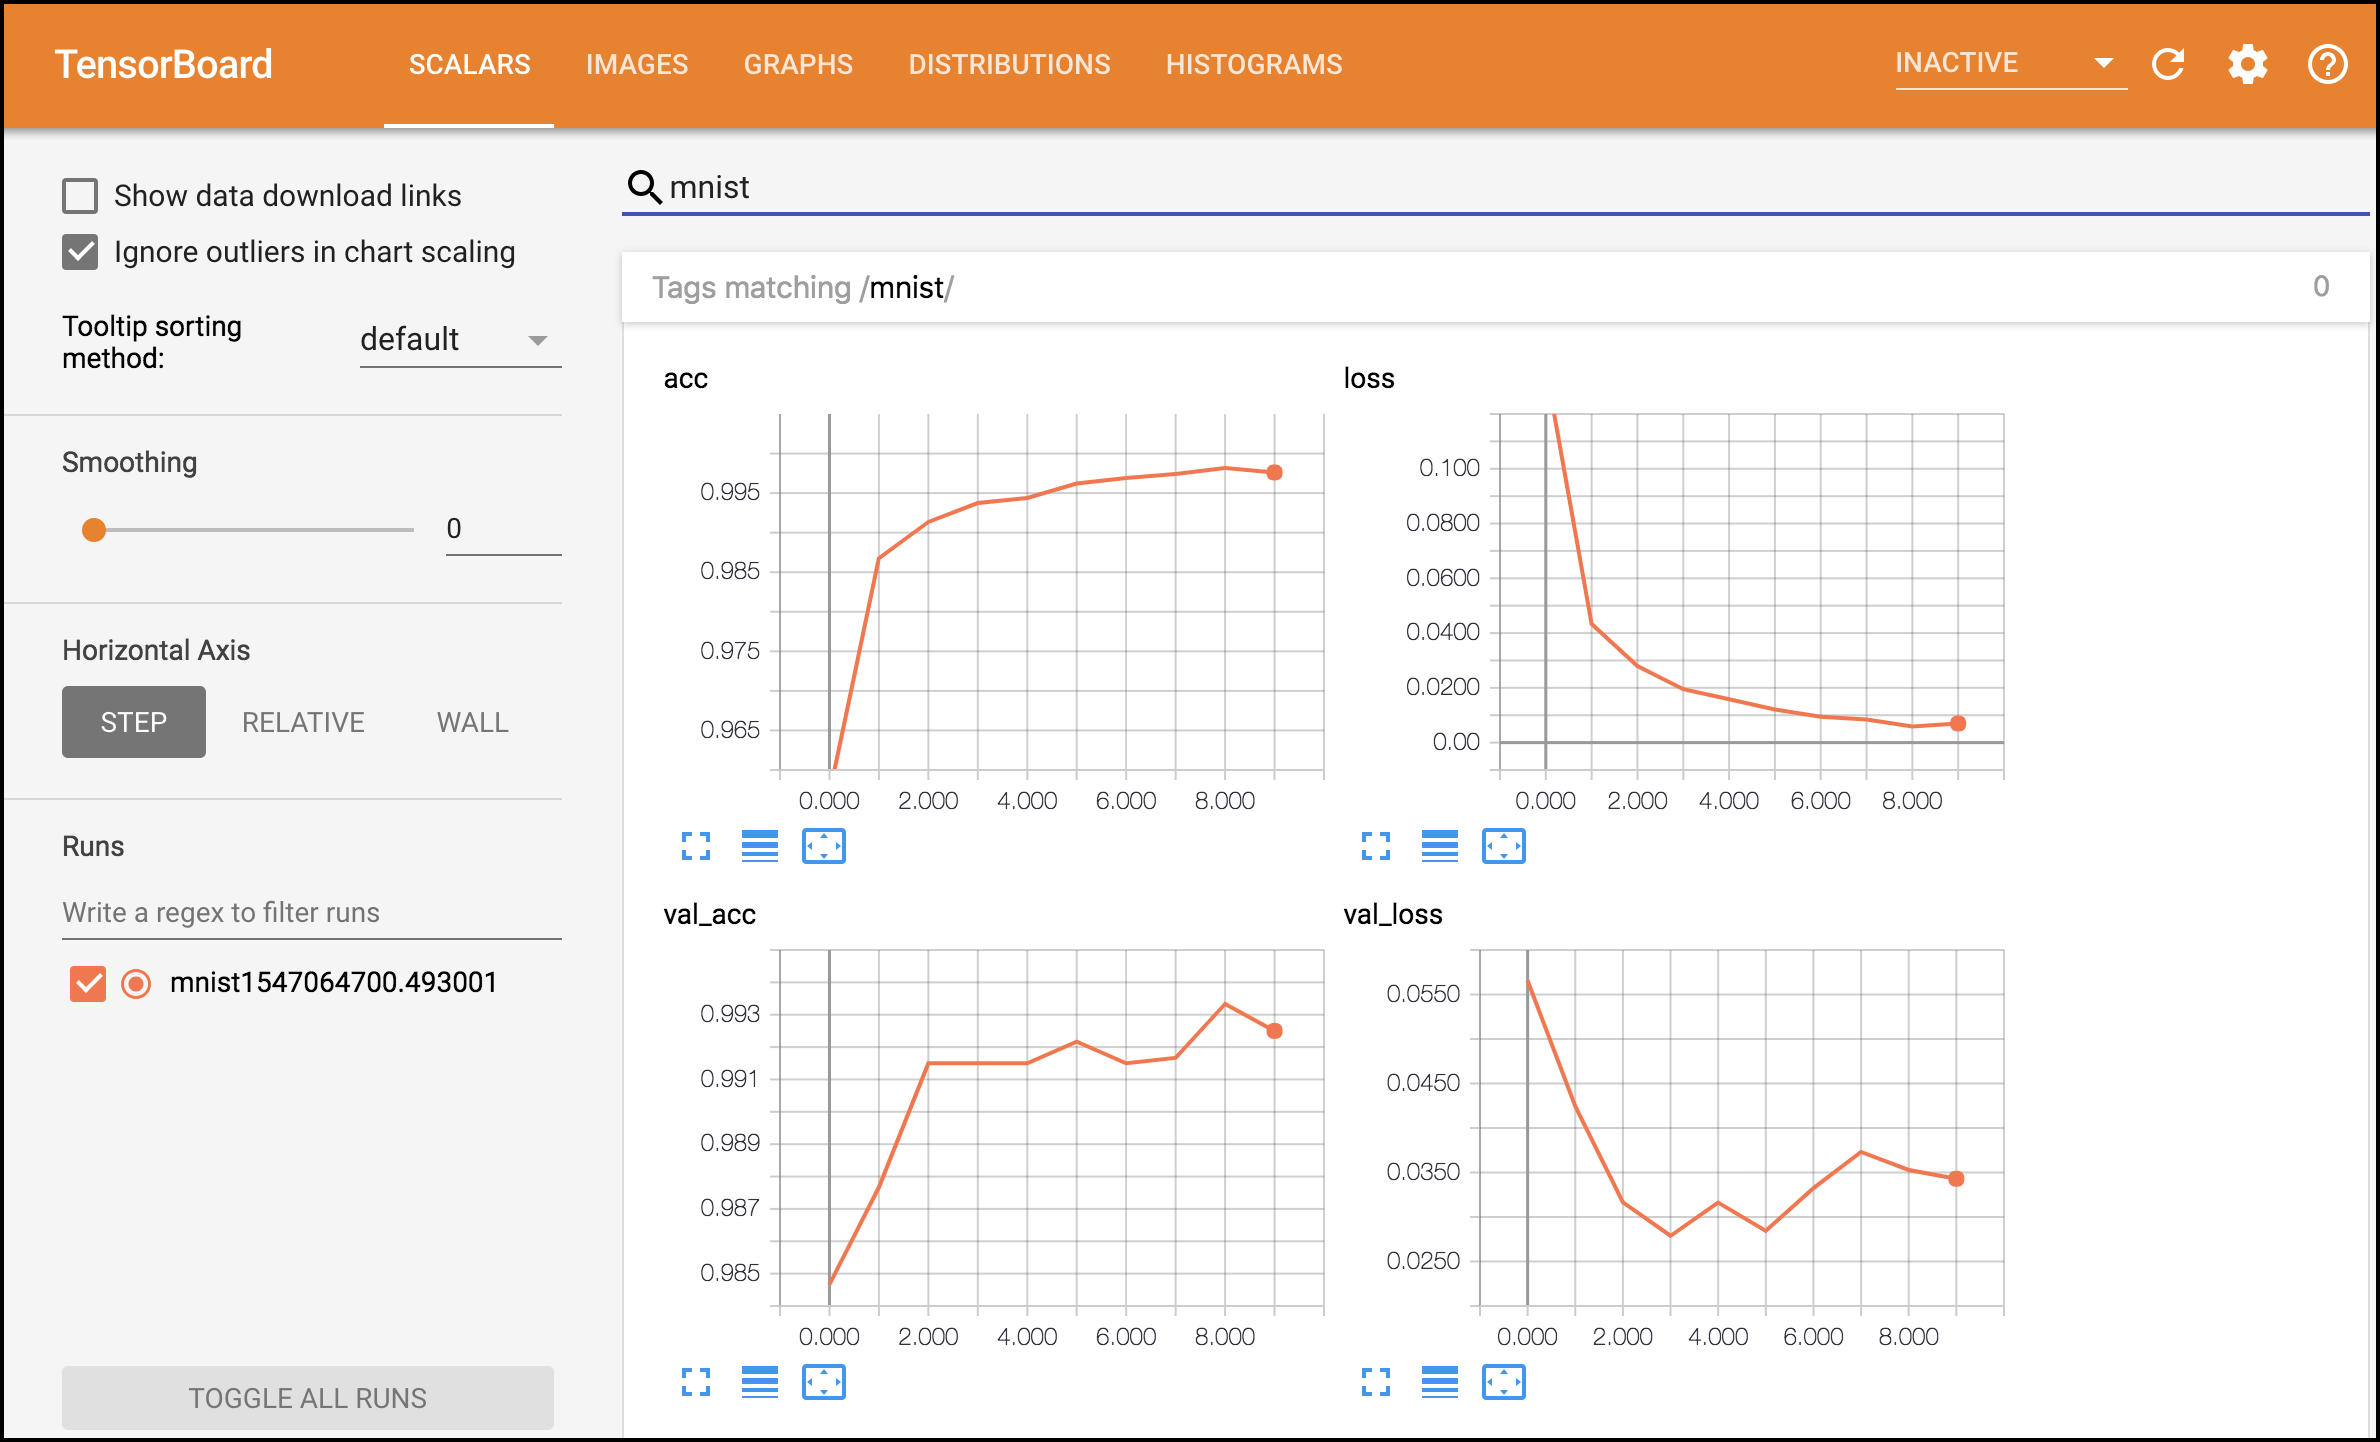 TensorBoard SCALARS IMAGES GRAPHS DISTRIBUTIONS HISTOGRAMS INACTIVE
Show data download links
Ignore outliers in chart scaling
Tooltip sorting
method:
default
Smoothing
0
Horizontal Axis
STEP RELATIVE WALL
Runs
Write a regex to filter runs
mnist1547064700.493001
TOGGLE ALL RUNS
mnist
Tags matching /mnist/ 0
acc
0.995
0.985
0.975
0.965
0.000 2.000 4.000 6.000 8.000
loss
0.100
0.0800
0.0600
0.0400
0.0200
0.00
0.000 2.000 4.000 6.000 8.000
val_acc
0.993
0.991
0.989
0.987
0.985
0.000 2.000 4.000 6.000 8.000
val_loss
0.0550
0.0450
0.0350
0.0250
0.000 2.000 4.000 6.000 8.000